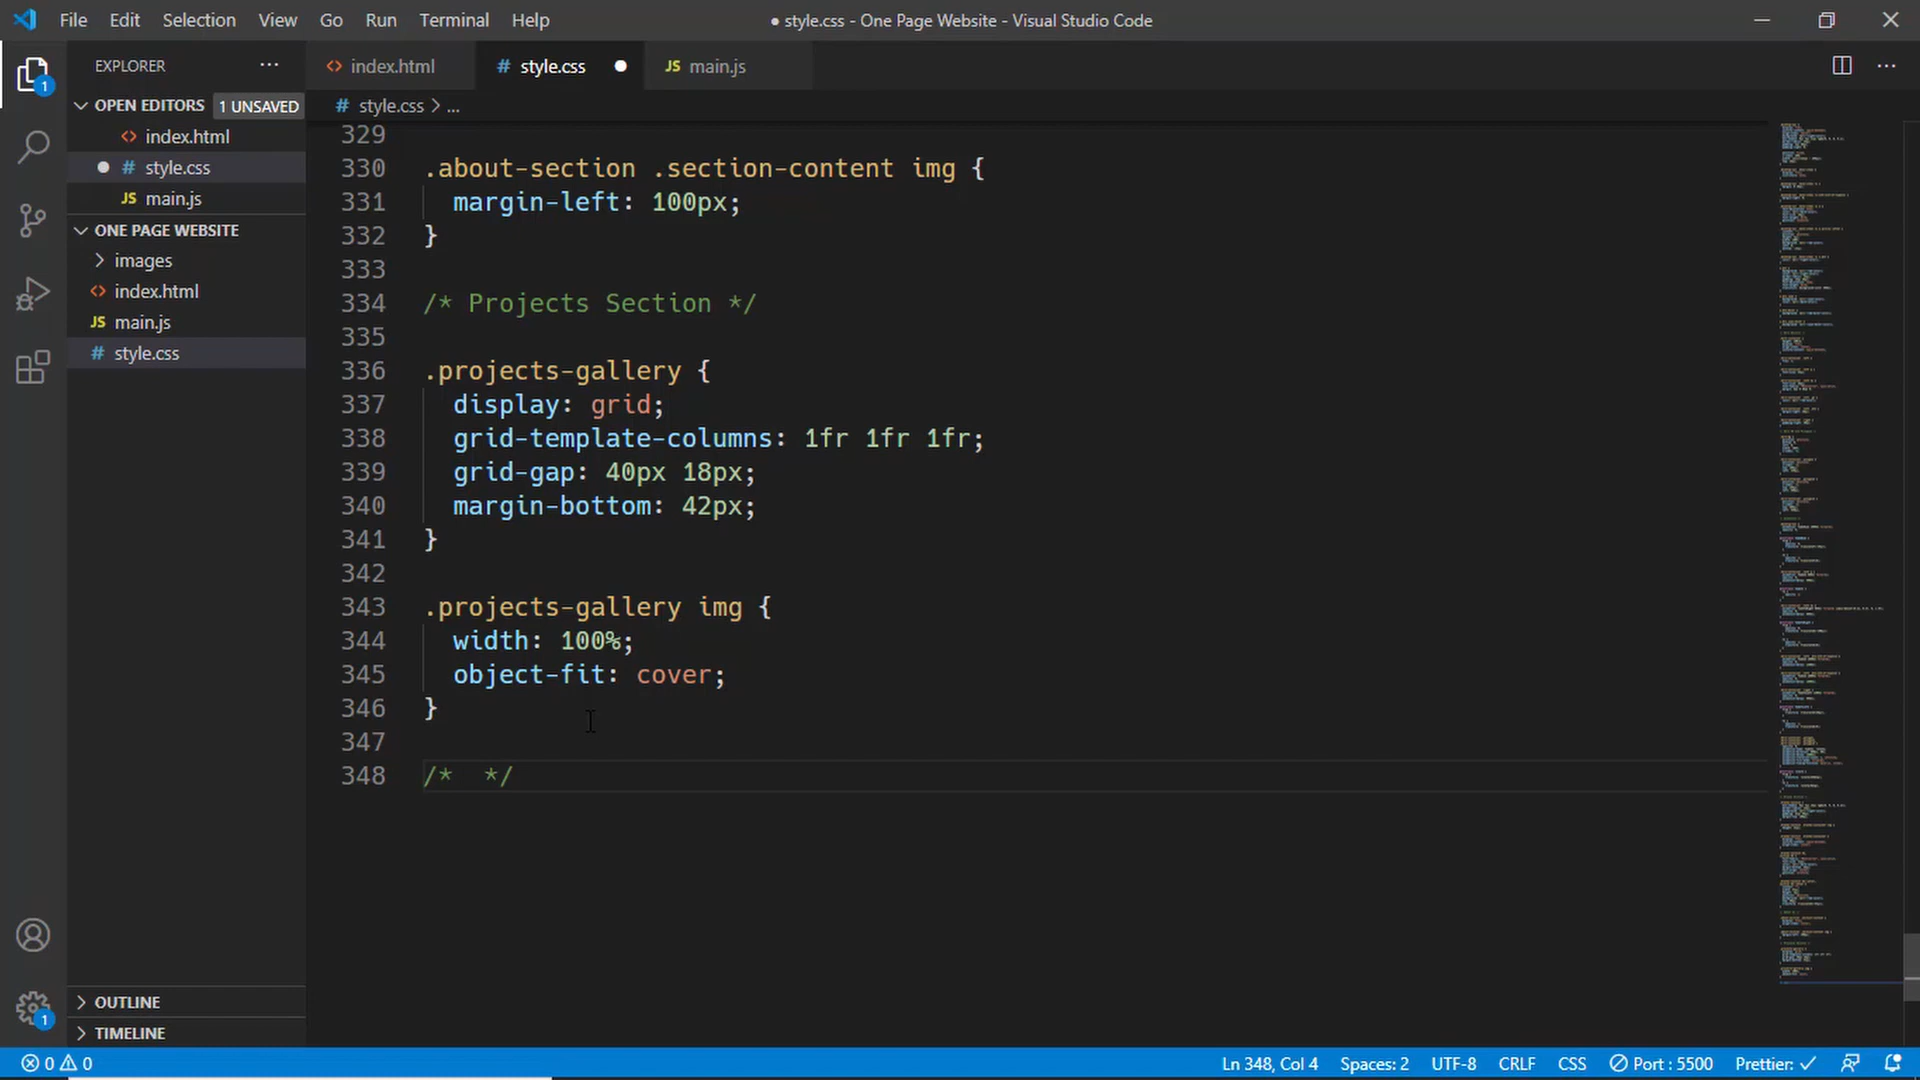 File Edit Selection View Go Run Terminal Help
● style.css - One Page Website - Visual Studio Code
EXPLORER
index.html
style.css
main.js
OPEN EDITORS 1 UNSAVED
# style.css > ...
index.html
# style.css
JS main.js
ONE PAGE WEBSITE
images
index.html
JS main.js
# style.css
329
330 .about-section .section-content img {
331 margin-left: 100px;
332 }
333
334 /* Projects Section */
335
336 .projects-gallery {
337 display: grid;
338 grid-template-columns: 1fr 1fr 1fr;
339 grid-gap: 40px 18px;
340 margin-bottom: 42px;
341 }
342
343 .projects-gallery img {
344 width: 100%;
345 object-fit: cover;
346 }
347
348 /*  */
1
1
OUTLINE
TIMELINE
0 0
Ln 348, Col 4 Spaces: 2 UTF-8 CRLF CSS Port : 5500 Prettier: ✓